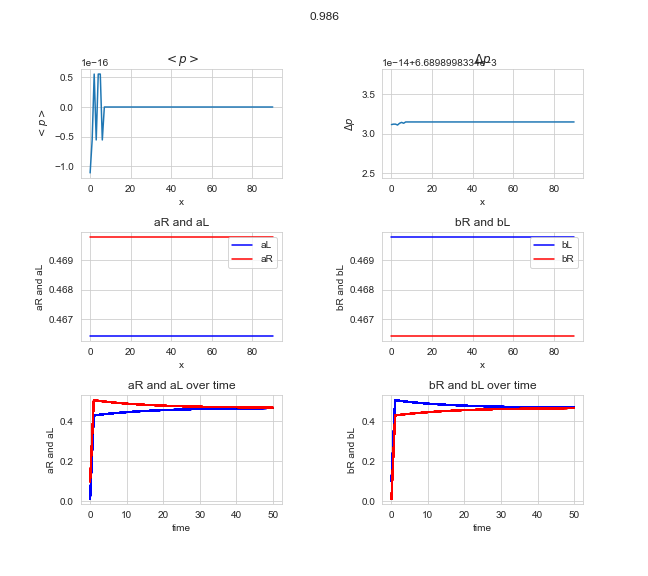 0.986
<p>
Δp
1e−16
1e−14+6.6898998334e−3
0.5
0.0
−0.5
−1.0
<p>
0 20 40 60 80
x
3.5
3.0
2.5
Δp
0 20 40 60 80
x
aR and aL
bR and bL
aL
aR
0.469
0.468
0.467
aR and aL
0 20 40 60 80
x
bL
bR
0.469
0.468
0.467
bR and bL
0 20 40 60 80
x
aR and aL over time
bR and bL over time
0.4
0.2
0.0
aR and aL
0 10 20 30 40 50
time
0.4
0.2
0.0
bR and bL
0 10 20 30 40 50
time